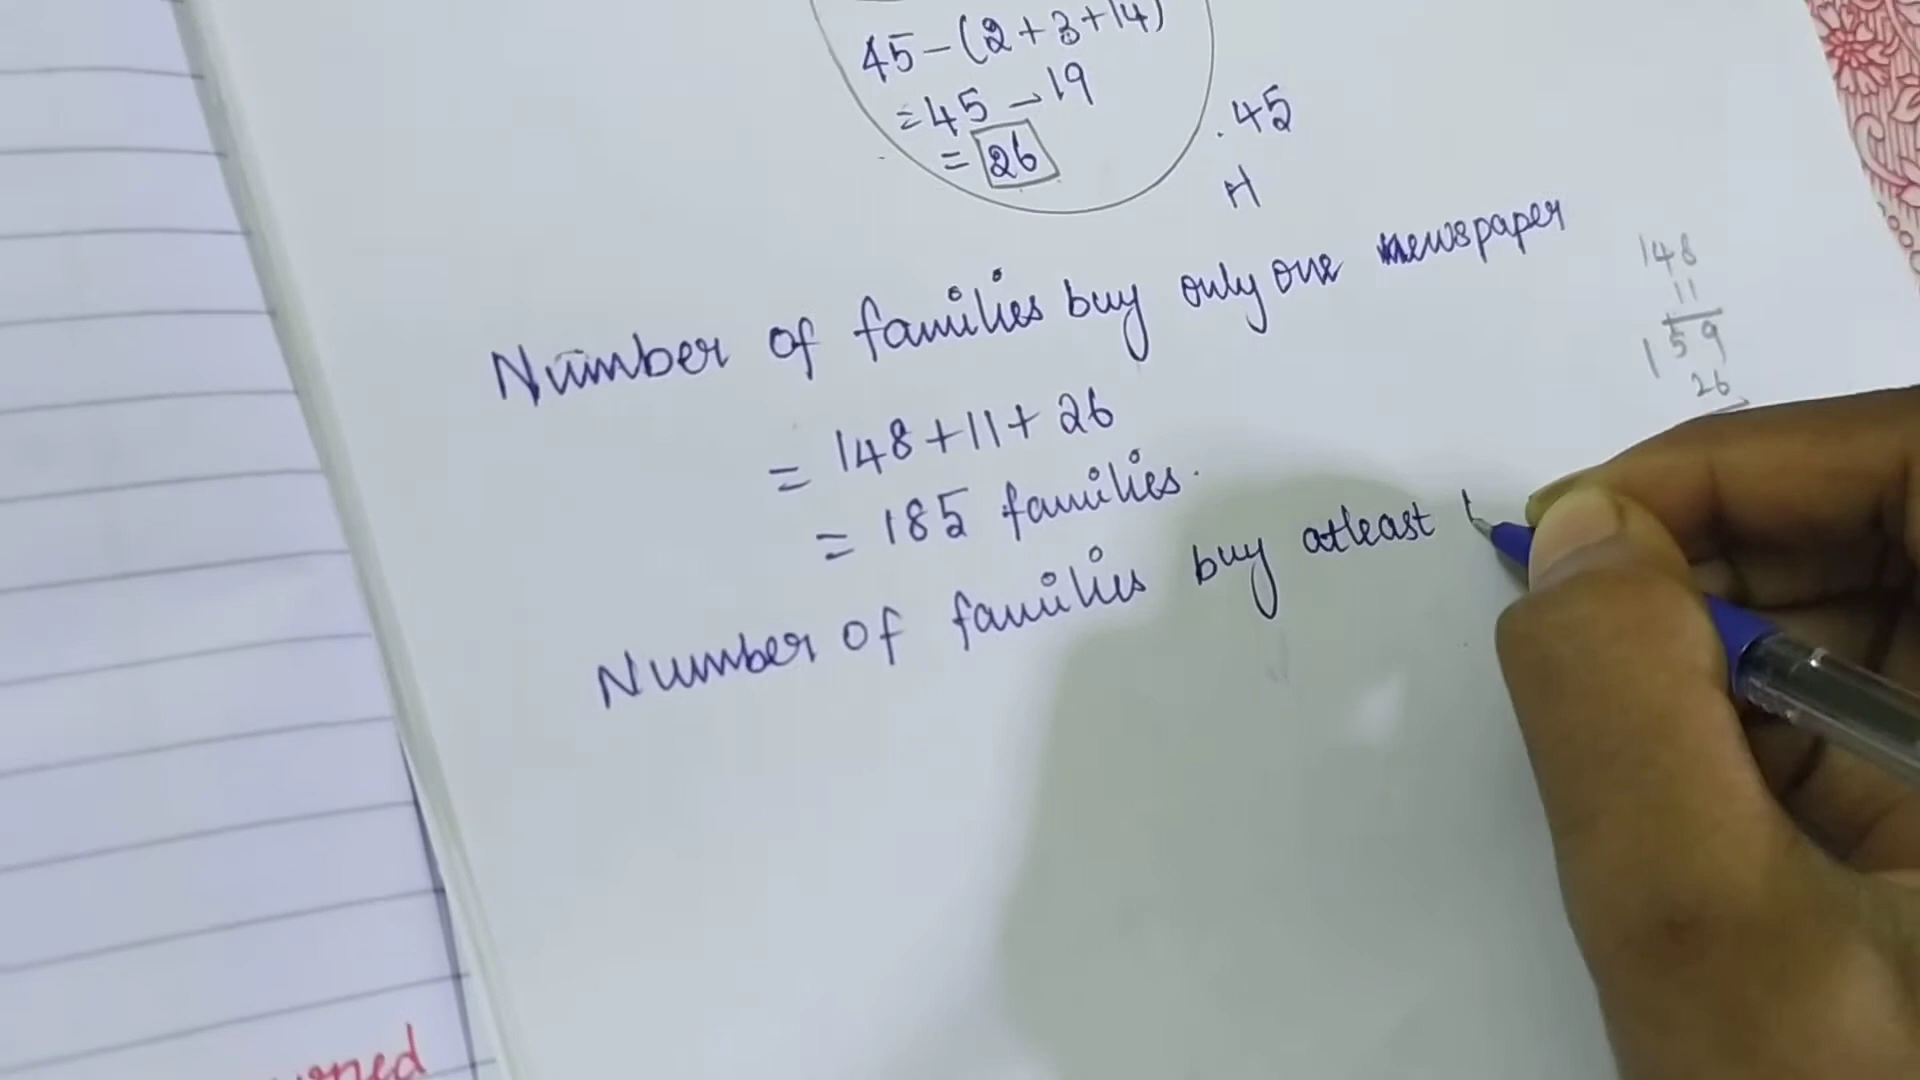 45-(2+3+14)
=45-19
=26
.45
H
Number of families buy only one newspaper
148
11
159
26
= 148+11+26
= 185 families.
Number of families buy atleast